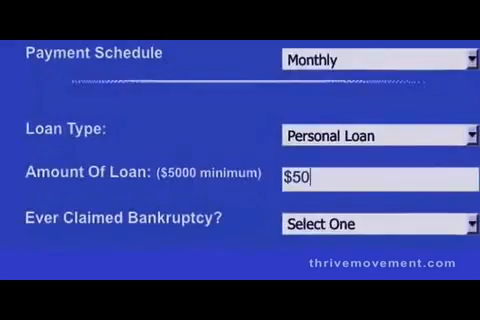 Payment Schedule
Monthly
Loan Type:
Personal Loan
Amount Of Loan: ($5000 minimum)
$50
Ever Claimed Bankruptcy?
Select One
thrivemovement.com